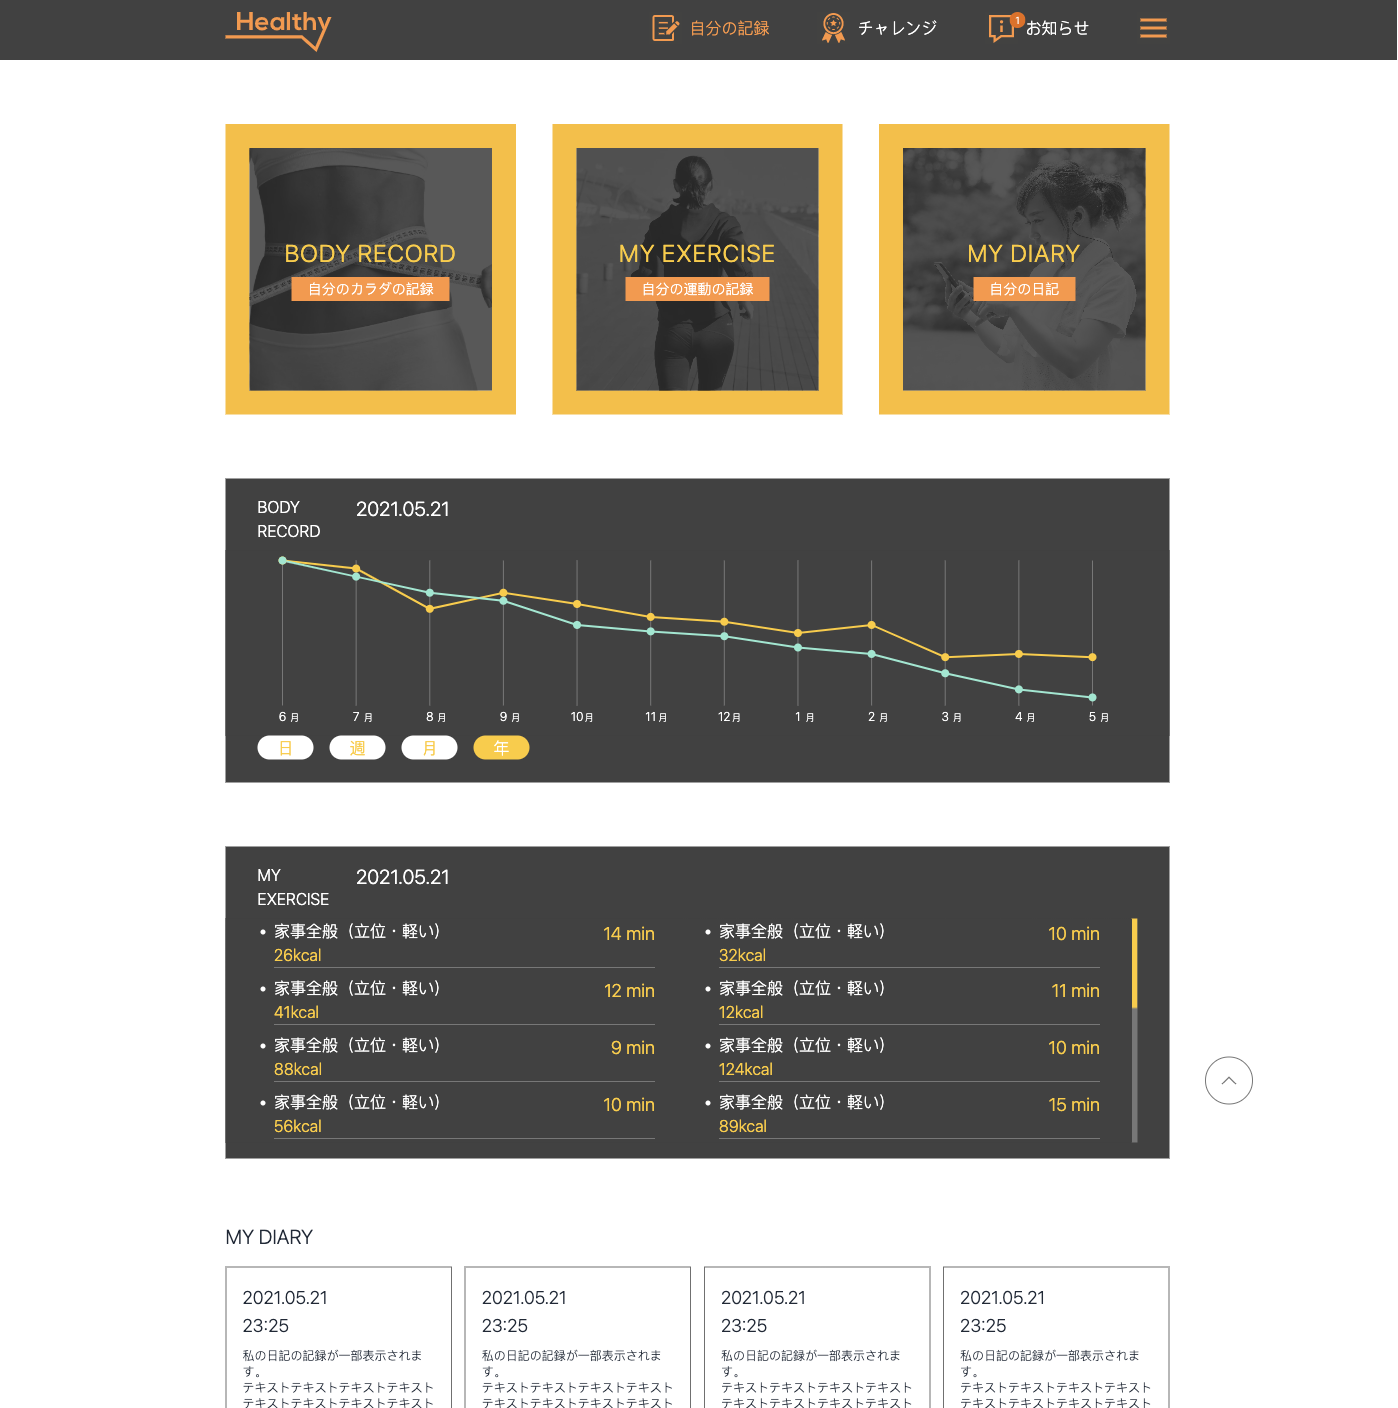 Healthy
自分の記録
チャレンジ
1
お知らせ
BODY RECORD
自分のカラダの記録
MY EXERCISE
自分の運動の記録
MY DIARY
自分の日記
BODY
RECORD
2021.05.21
6 月 7 月 8 月 9 月 10月 11月 12月 1 月 2 月 3 月 4 月 5 月
日 週 月 年
MY
EXERCISE
2021.05.21
家事全般（立位・軽い） 14 min
26kcal
家事全般（立位・軽い） 10 min
32kcal
家事全般（立位・軽い） 12 min
41kcal
家事全般（立位・軽い） 11 min
12kcal
家事全般（立位・軽い） 9 min
88kcal
家事全般（立位・軽い） 10 min
124kcal
家事全般（立位・軽い） 10 min
56kcal
家事全般（立位・軽い） 15 min
89kcal
MY DIARY
2021.05.21
23:25
私の日記の記録が一部表示されま
す。
テキストテキストテキストテキスト
テキストテキストテキストテキスト
2021.05.21
23:25
私の日記の記録が一部表示されま
す。
テキストテキストテキストテキスト
テキストテキストテキストテキスト
2021.05.21
23:25
私の日記の記録が一部表示されま
す。
テキストテキストテキストテキスト
テキストテキストテキストテキスト
2021.05.21
23:25
私の日記の記録が一部表示されま
す。
テキストテキストテキストテキスト
テキストテキストテキストテキスト